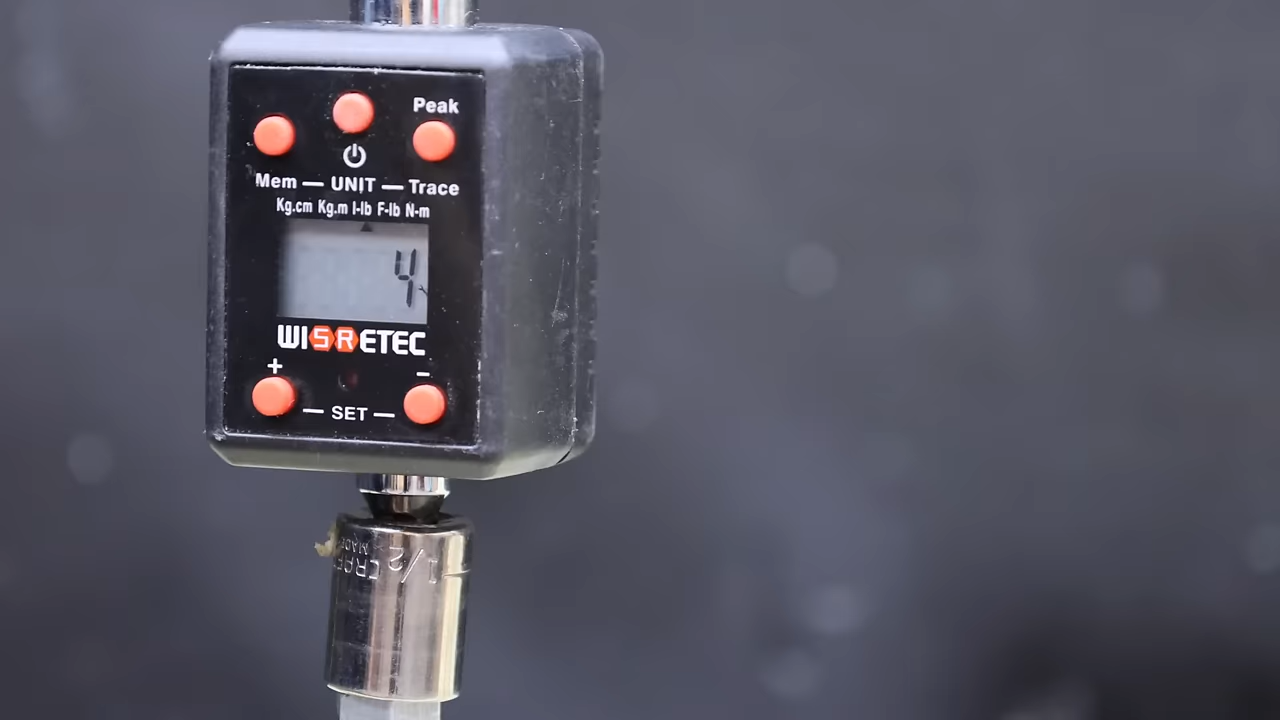 Peak
Mem — UNIT — Trace
Kg.cm Kg.m I-lb F-lb N-m
4
WISRETEC
+ −
— SET —
1/2